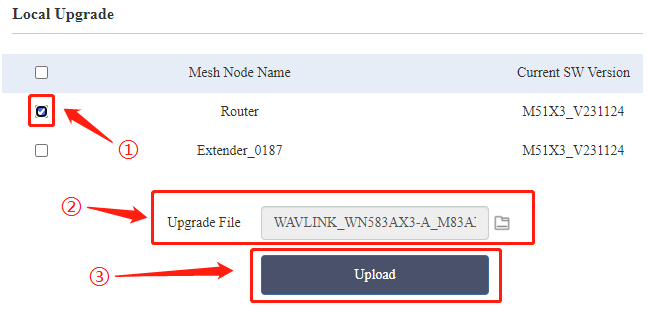 Local Upgrade
Mesh Node Name Current SW Version
Router M51X3_V231124
①
Extender_0187 M51X3_V231124
②
Upgrade File WAVLINK_WN583AX3-A_M83A
③ Upload